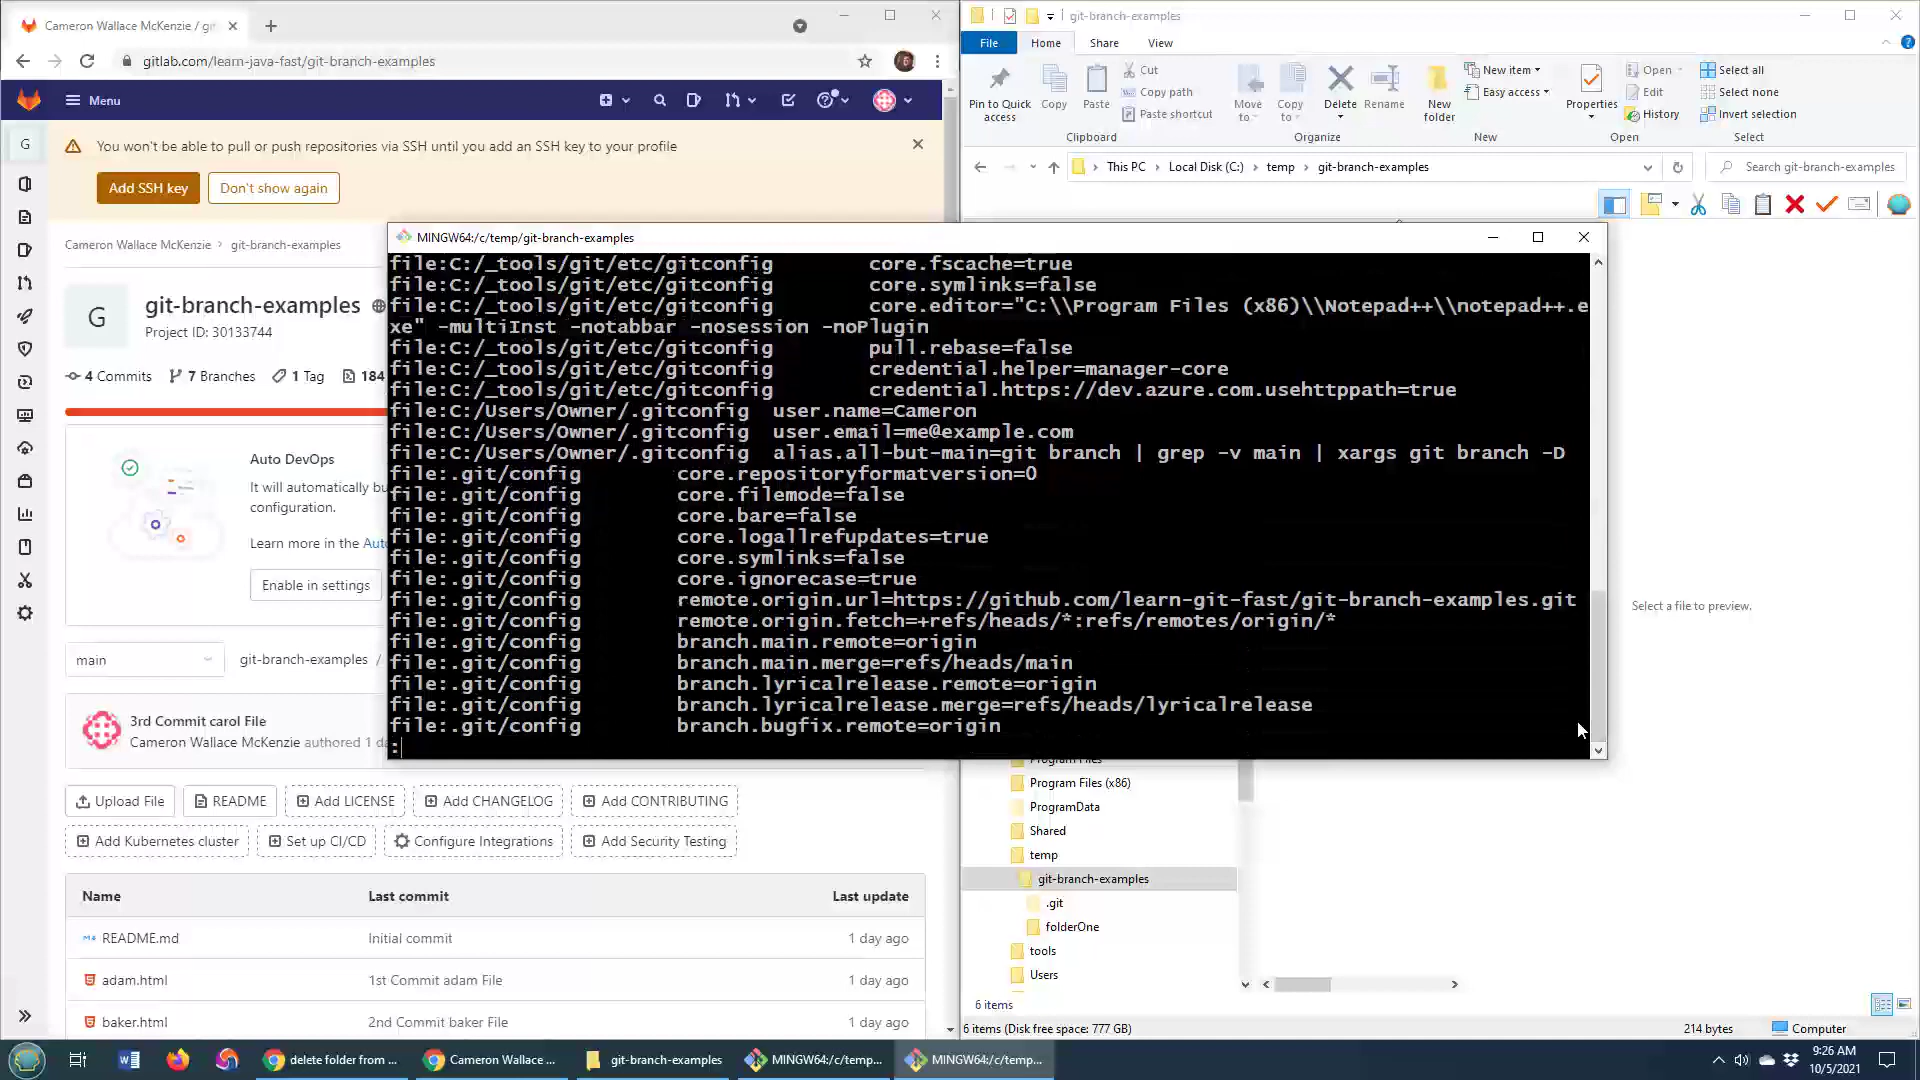 Cameron Wallace McKenzie / git
gitlab.com/learn-java-fast/git-branch-examples
Menu
G
You won't be able to pull or push repositories via SSH until you add an SSH key to your profile
Add SSH key
Don't show again
Cameron Wallace McKenzie > git-branch-examples
G
git-branch-examples
Project ID: 30133744
4 Commits
7 Branches
1 Tag
184
Auto DevOps
It will automatically bu
configuration.
Learn more in the Auto
Enable in settings
main
git-branch-examples /
3rd Commit carol File
Cameron Wallace McKenzie authored 1 da
Upload File
README
Add LICENSE
Add CHANGELOG
Add CONTRIBUTING
Add Kubernetes cluster
Set up CI/CD
Configure Integrations
Add Security Testing
Name Last commit Last update
README.md Initial commit 1 day ago
adam.html 1st Commit adam File 1 day ago
baker.html 2nd Commit baker File 1 day ago
git-branch-examples
File Home Share View
Pin to Quick access
Copy
Paste
Cut
Copy path
Paste shortcut
Clipboard
Move to
Copy to
Delete
Rename
Organize
New folder
New item
Easy access
New
Properties
Open
Edit
History
Open
Select all
Select none
Invert selection
Select
This PC > Local Disk (C:) > temp > git-branch-examples
Search git-branch-examples
MINGW64:/c/temp/git-branch-examples
file:C:/_tools/git/etc/gitconfig core.fscache=true
file:C:/_tools/git/etc/gitconfig core.symlinks=false
file:C:/_tools/git/etc/gitconfig core.editor="C:\\Program Files (x86)\\Notepad++\\notepad++.e
xe" -multiInst -notabbar -nosession -noPlugin
file:C:/_tools/git/etc/gitconfig pull.rebase=false
file:C:/_tools/git/etc/gitconfig credential.helper=manager-core
file:C:/_tools/git/etc/gitconfig credential.https://dev.azure.com.usehttppath=true
file:C:/Users/Owner/.gitconfig user.name=Cameron
file:C:/Users/Owner/.gitconfig user.email=me@example.com
file:C:/Users/Owner/.gitconfig alias.all-but-main=git branch | grep -v main | xargs git branch -D
file:.git/config core.repositoryformatversion=0
file:.git/config core.filemode=false
file:.git/config core.bare=false
file:.git/config core.logallrefupdates=true
file:.git/config core.symlinks=false
file:.git/config core.ignorecase=true
file:.git/config remote.origin.url=https://github.com/learn-git-fast/git-branch-examples.git
file:.git/config remote.origin.fetch=+refs/heads/*:refs/remotes/origin/*
file:.git/config branch.main.remote=origin
file:.git/config branch.main.merge=refs/heads/main
file:.git/config branch.lyricalrelease.remote=origin
file:.git/config branch.lyricalrelease.merge=refs/heads/lyricalrelease
file:.git/config branch.bugfix.remote=origin
:
Select a file to preview.
Program Files
Program Files (x86)
ProgramData
Shared
temp
git-branch-examples
.git
folderOne
tools
Users
6 items
6 items (Disk free space: 777 GB)
214 bytes
Computer
delete folder from ...
Cameron Wallace ...
git-branch-examples
MINGW64:/c/temp...
MINGW64:/c/temp...
9:26 AM
10/5/2021